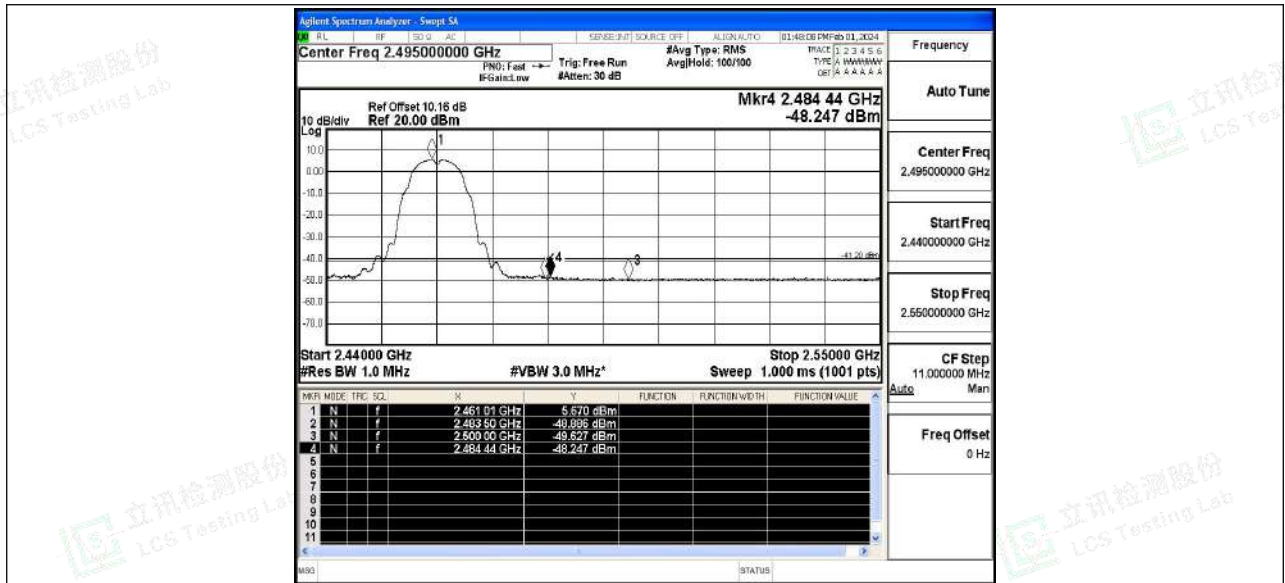 Agilent Spectrum Analyzer - Swept SA
RL RF 50 Ω AC SENSE:INT SOURCE OFF ALIGN AUTO 01:48:08 PM Feb 01, 2024
Center Freq 2.495000000 GHz
PNO: Fast
IFGain:Low
Trig: Free Run
#Atten: 30 dB
#Avg Type: RMS
Avg|Hold: 100/100
TRACE 1 2 3 4 5 6
TYPE A WWWWW
DET A A A A A A
Ref Offset 10.16 dB
10 dB/div Ref 20.00 dBm
Log
Mkr4 2.484 44 GHz
-48.247 dBm
10.0
0.00
-10.0
-20.0
-30.0
-40.0
-50.0
-60.0
-70.0
1
4
3
-41.20 dBm
Start 2.44000 GHz Stop 2.55000 GHz
#Res BW 1.0 MHz #VBW 3.0 MHz* Sweep 1.000 ms (1001 pts)
MKR MODE TRC SCL X Y FUNCTION FUNCTION WIDTH FUNCTION VALUE
1 N f 2.461 01 GHz 5.670 dBm
2 N f 2.483 50 GHz -48.886 dBm
3 N f 2.500 00 GHz -49.627 dBm
4 N f 2.484 44 GHz -48.247 dBm
5
6
7
8
9
10
11
MSG STATUS
Frequency
Auto Tune
Center Freq
2.495000000 GHz
Start Freq
2.440000000 GHz
Stop Freq
2.550000000 GHz
CF Step
11.000000 MHz
Auto Man
Freq Offset
0 Hz
立讯检测股份
LCS Testing Lab
立讯检测股份
LCS Testing Lab
立讯检测股份
LCS Testing Lab